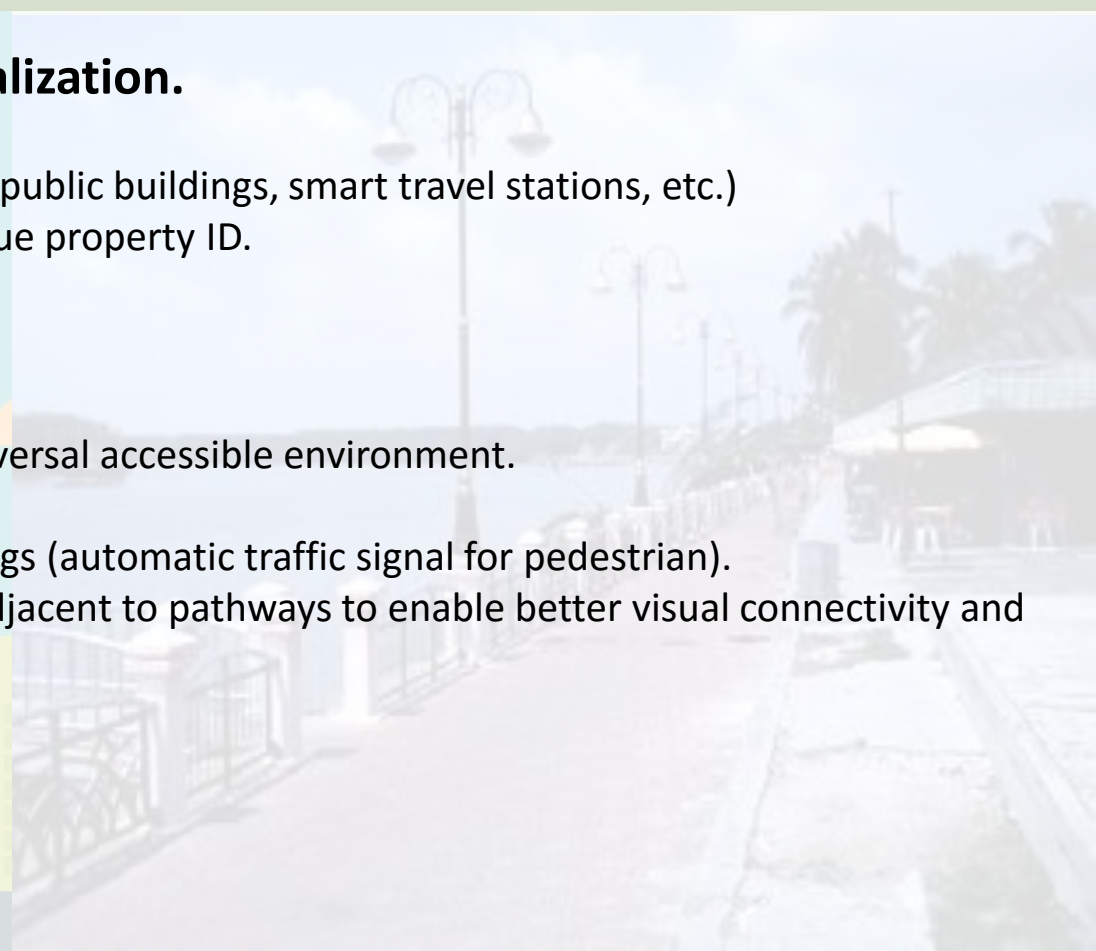 alization.
public buildings, smart travel stations, etc.)
ue property ID.
versal accessible environment.
gs (automatic traffic signal for pedestrian).
djacent to pathways to enable better visual connectivity and